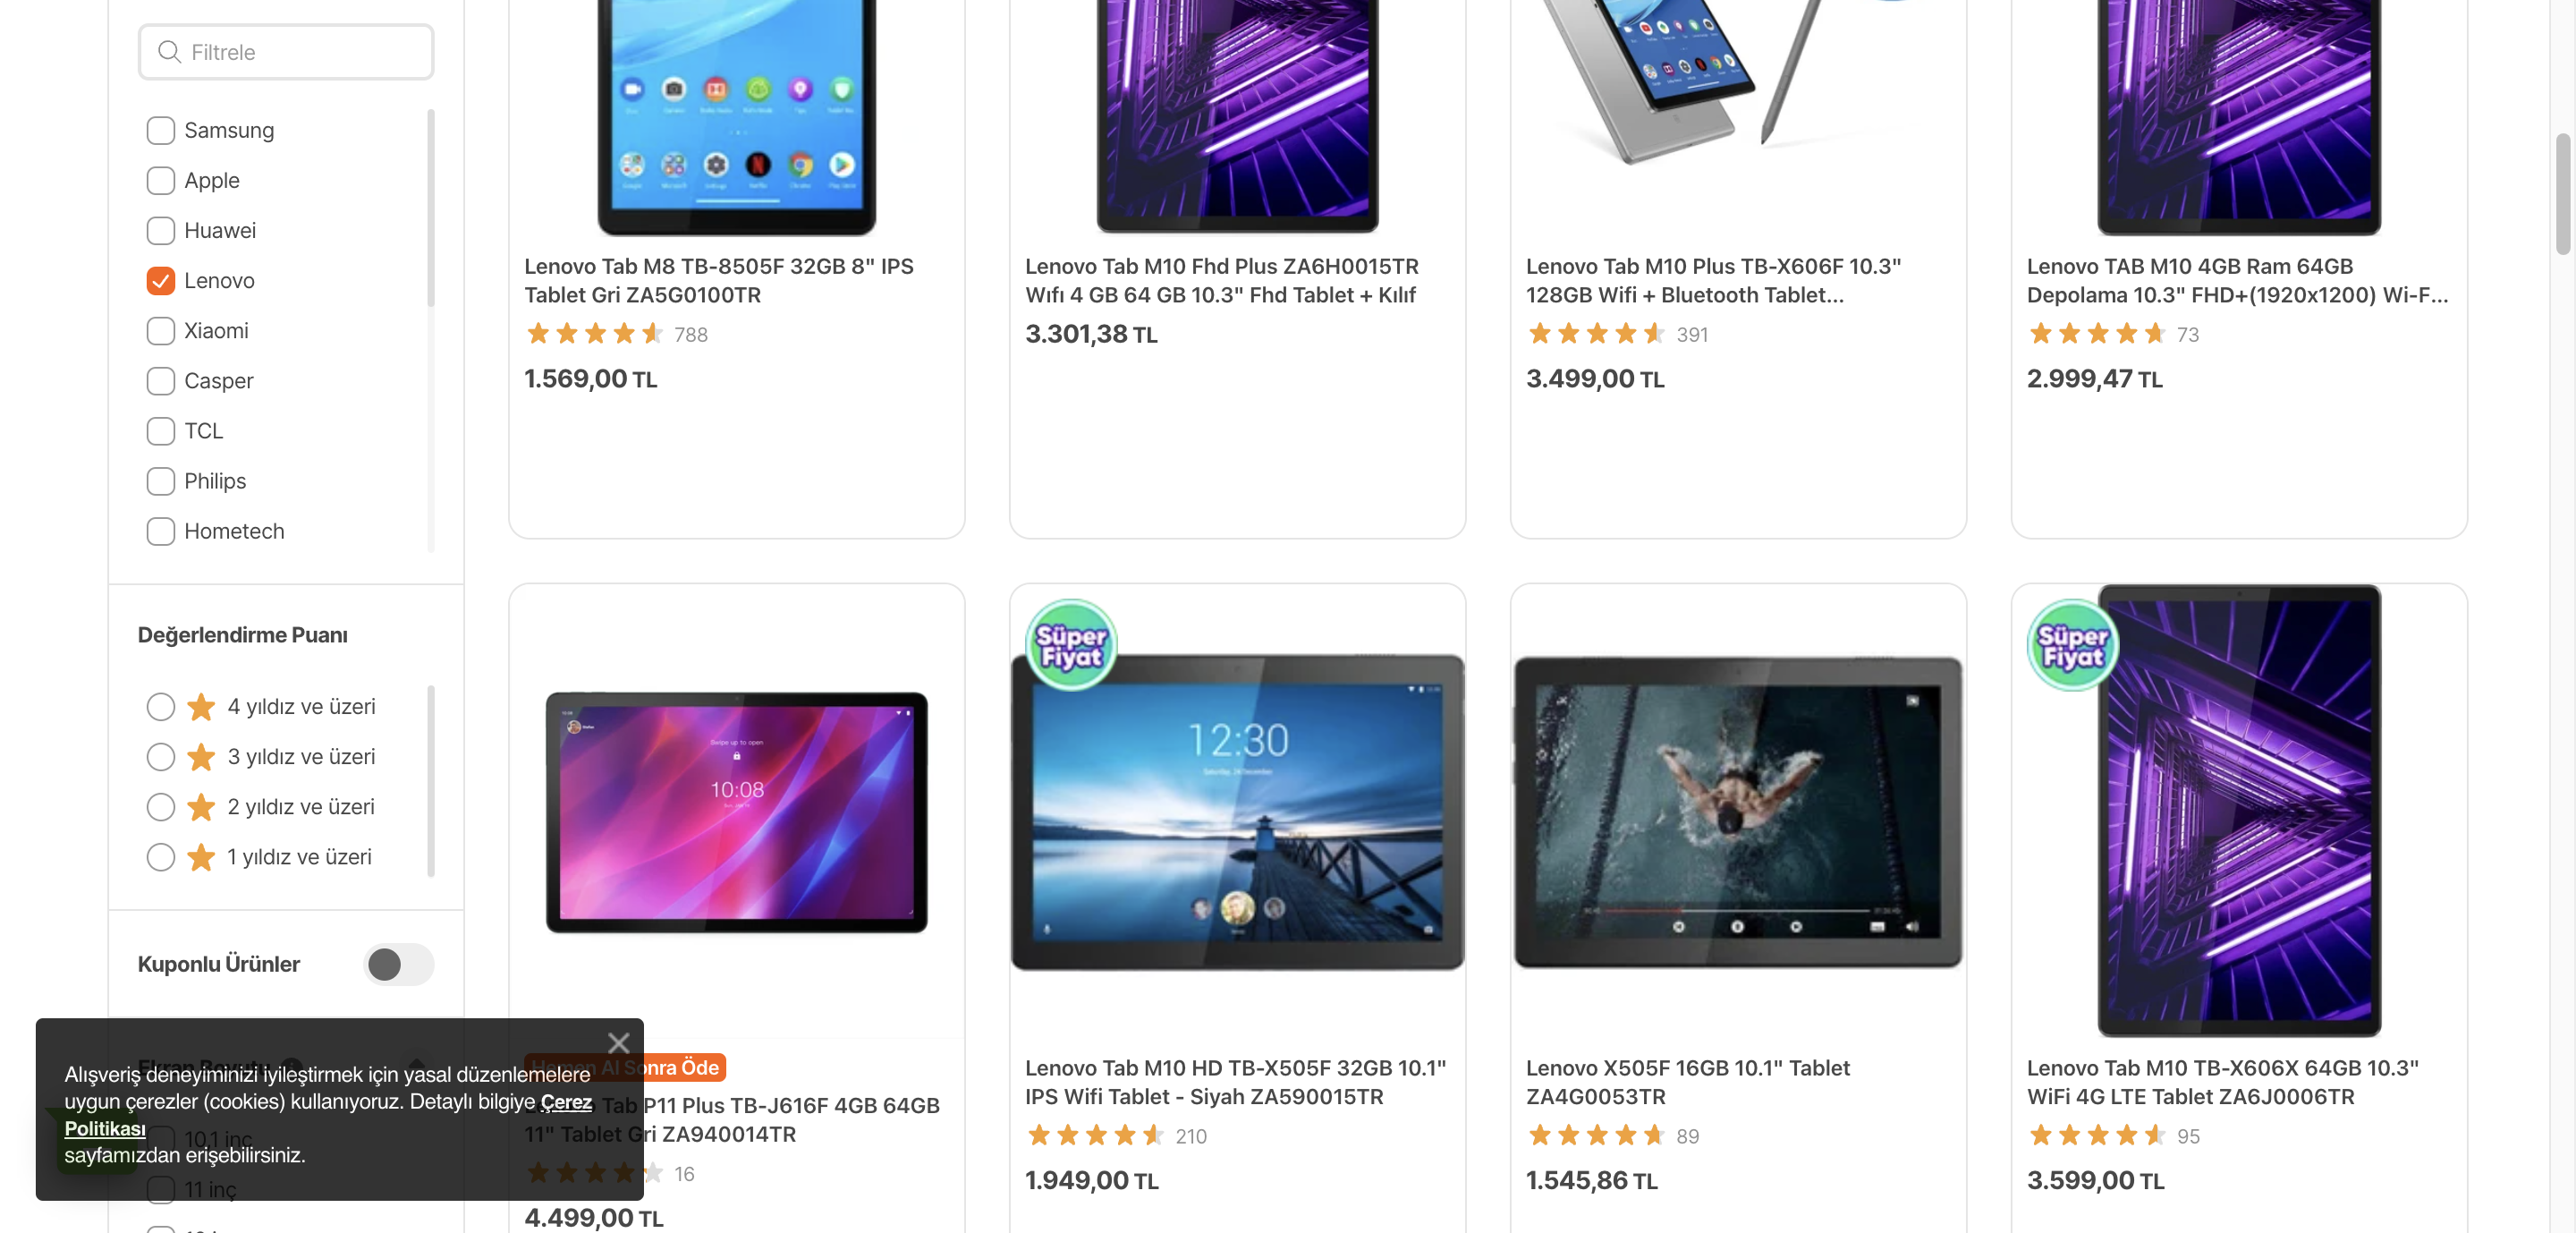 Filtrele
Samsung
Apple
Huawei
Lenovo
Xiaomi
Casper
TCL
Philips
Hometech
Değerlendirme Puanı
4 yıldız ve üzeri
3 yıldız ve üzeri
2 yıldız ve üzeri
1 yıldız ve üzeri
Kuponlu Ürünler
Ekran Boyutu
10.1 inç
11 inç
Alışveriş deneyiminizi iyileştirmek için yasal düzenlemelere
uygun çerezler (cookies) kullanıyoruz. Detaylı bilgiye Çerez
Politikası
sayfamızdan erişebilirsiniz.
Lenovo Tab M8 TB-8505F 32GB 8" IPS
Tablet Gri ZA5G0100TR
788
1.569,00 TL
Lenovo Tab M10 Fhd Plus ZA6H0015TR
Wıfı 4 GB 64 GB 10.3" Fhd Tablet + Kılıf
3.301,38 TL
Lenovo Tab M10 Plus TB-X606F 10.3"
128GB Wifi + Bluetooth Tablet...
391
3.499,00 TL
Lenovo TAB M10 4GB Ram 64GB
Depolama 10.3" FHD+(1920x1200) Wi-F...
73
2.999,47 TL
Swipe up to open
10:08
Hemen Al Sonra Öde
Lenovo Tab P11 Plus TB-J616F 4GB 64GB
11" Tablet Gri ZA940014TR
16
4.499,00 TL
Süper
Fiyat
12:30
Lenovo Tab M10 HD TB-X505F 32GB 10.1"
IPS Wifi Tablet - Siyah ZA590015TR
210
1.949,00 TL
Lenovo X505F 16GB 10.1" Tablet
ZA4G0053TR
89
1.545,86 TL
Süper
Fiyat
Lenovo Tab M10 TB-X606X 64GB 10.3"
WiFi 4G LTE Tablet ZA6J0006TR
95
3.599,00 TL